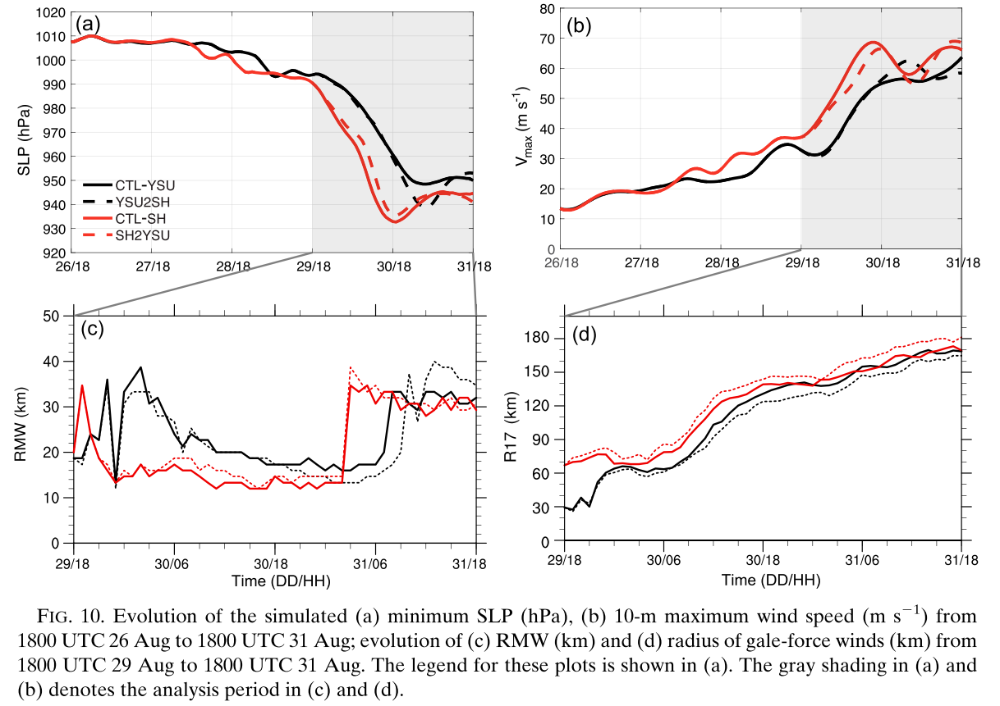 (a)
1020
1010
1000
990
980
970
960
950
940
930
920
SLP (hPa)
CTL-YSU
YSU2SH
CTL-SH
SH2YSU
26/18 27/18 28/18 29/18 30/18 31/18
(b)
80
70
60
50
40
30
20
10
0
Vmax (m s-1)
26/18 27/18 28/18 29/18 30/18 31/18
(c)
50
40
30
20
10
0
RMW (km)
29/18 30/06 30/18 31/06 31/18
Time (DD/HH)
(d)
180
150
120
90
60
30
0
R17 (km)
29/18 30/06 30/18 31/06 31/18
Time (DD/HH)
FIG. 10. Evolution of the simulated (a) minimum SLP (hPa), (b) 10-m maximum wind speed (m s−1) from
1800 UTC 26 Aug to 1800 UTC 31 Aug; evolution of (c) RMW (km) and (d) radius of gale-force winds (km) from
1800 UTC 29 Aug to 1800 UTC 31 Aug. The legend for these plots is shown in (a). The gray shading in (a) and
(b) denotes the analysis period in (c) and (d).